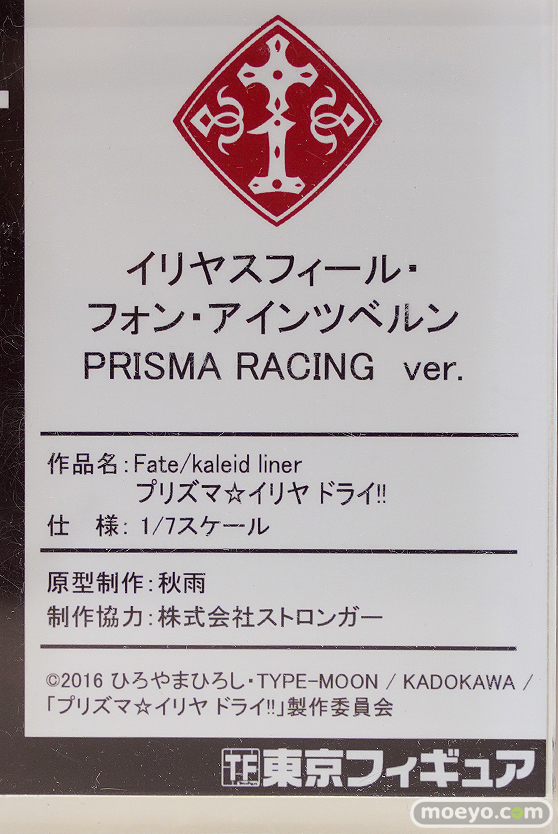 イリヤスフィール・
フォン・アインツベルン
PRISMA RACING ver.
作品名：Fate/kaleid liner
プリズマ☆イリヤ ドライ!!
仕 様：1/7スケール
原型制作：秋雨
制作協力：株式会社ストロンガー
©2016 ひろやまひろし・TYPE-MOON / KADOKAWA /
「プリズマ☆イリヤ ドライ!!」製作委員会
TF 東京フィギュア
moeyo.com